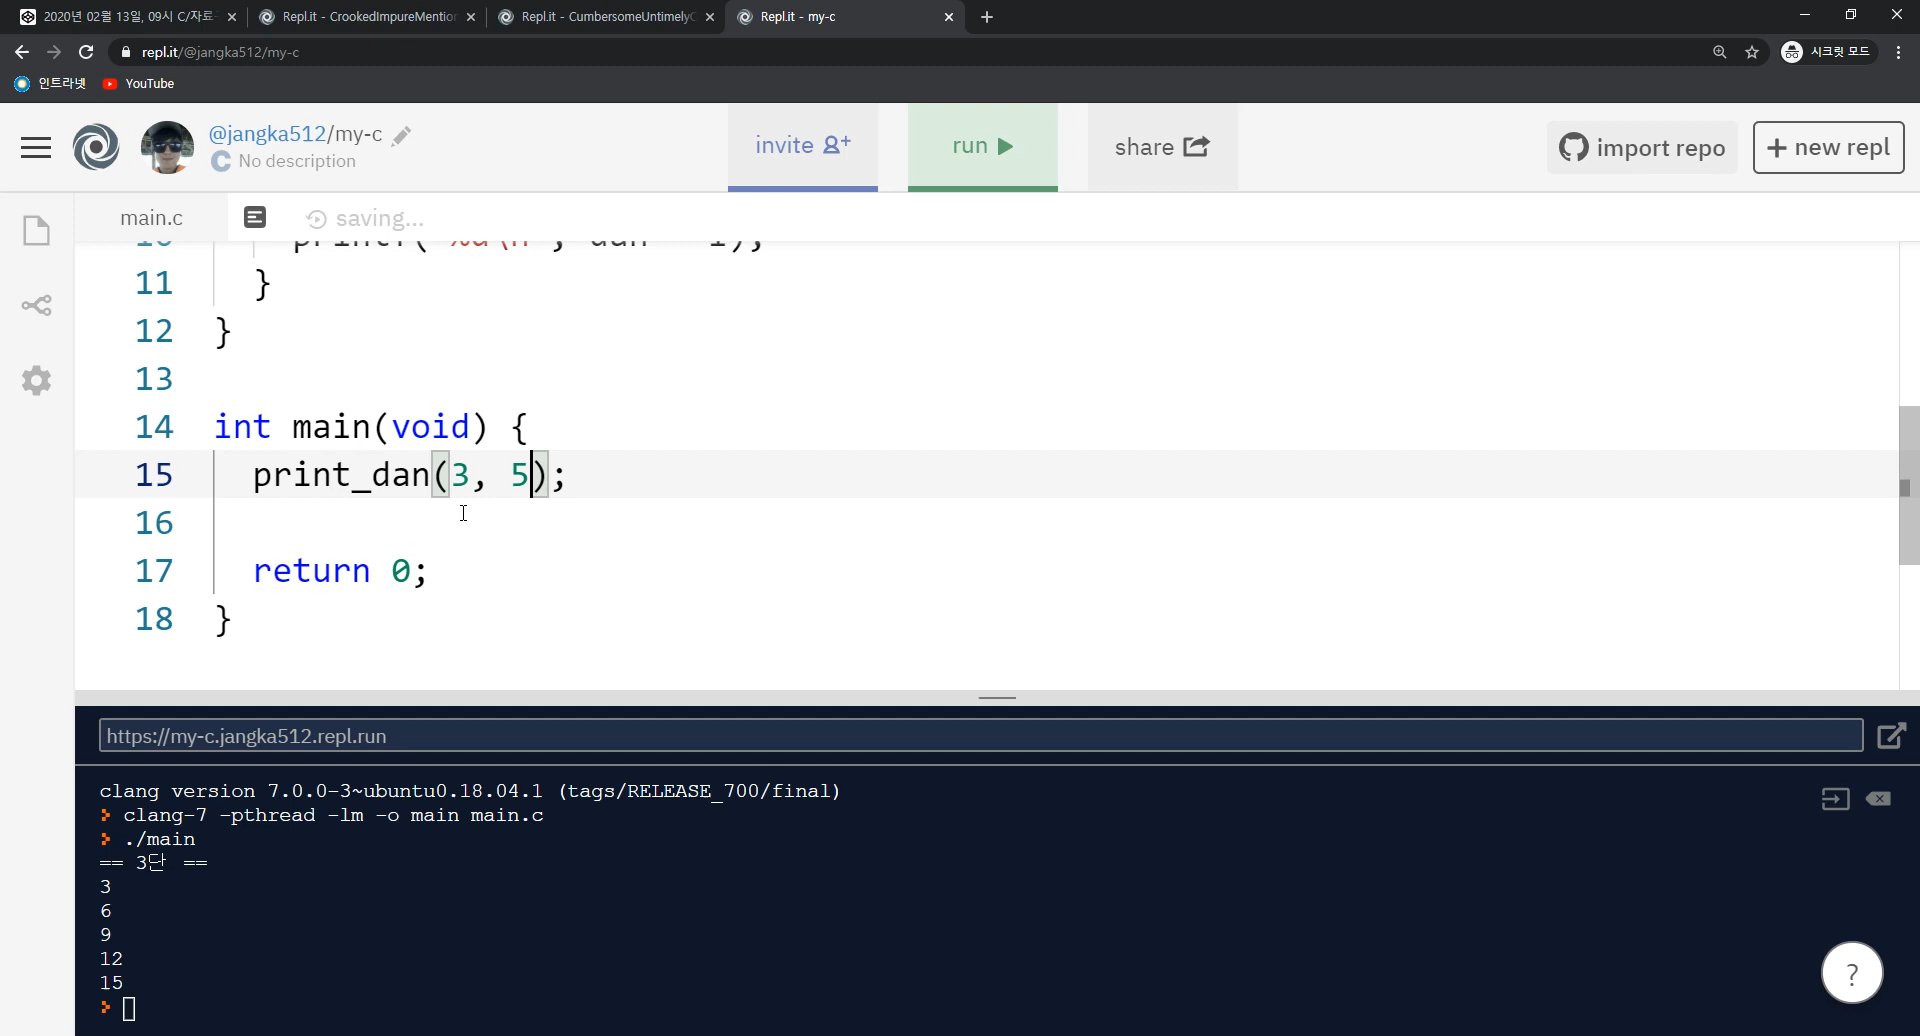 2020년 02월 13일, 09시 C/자료
Repl.it - CrookedImpureMention
Repl.it - CumbersomeUntimelyC
Repl.it - my-c
repl.it/@jangka512/my-c
시크릿 모드
인트라넷
YouTube
@jangka512/my-c
No description
invite
run
share
import repo
+ new repl
main.c
saving...
11 }
12 }
13
14 int main(void) {
15 print_dan(3, 5);
16
17 return 0;
18 }
https://my-c.jangka512.repl.run
clang version 7.0.0-3~ubuntu0.18.04.1 (tags/RELEASE_700/final)
clang-7 -pthread -lm -o main main.c
./main
== 3단 ==
3
6
9
12
15
?